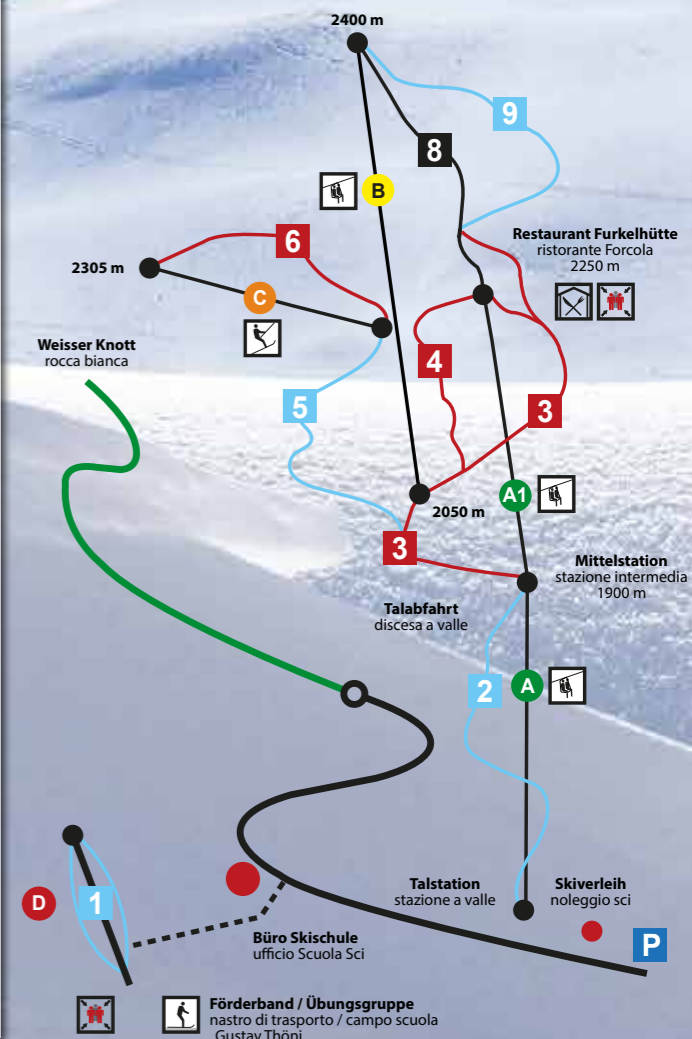 2400 m
9
8
B
Restaurant Furkelhütte
ristorante Forcola
2250 m
6
2305 m
C
Weisser Knott
rocca bianca
4
5
3
A1
2050 m
3
Mittelstation
stazione intermedia
1900 m
Talabfahrt
discesa a valle
2
A
Talstation
stazione a valle
Skiverleih
noleggio sci
D
1
Büro Skischule
ufficio Scuola Sci
P
Förderband / Übungsgruppe
nastro di trasporto / campo scuola
Gustav Thöni